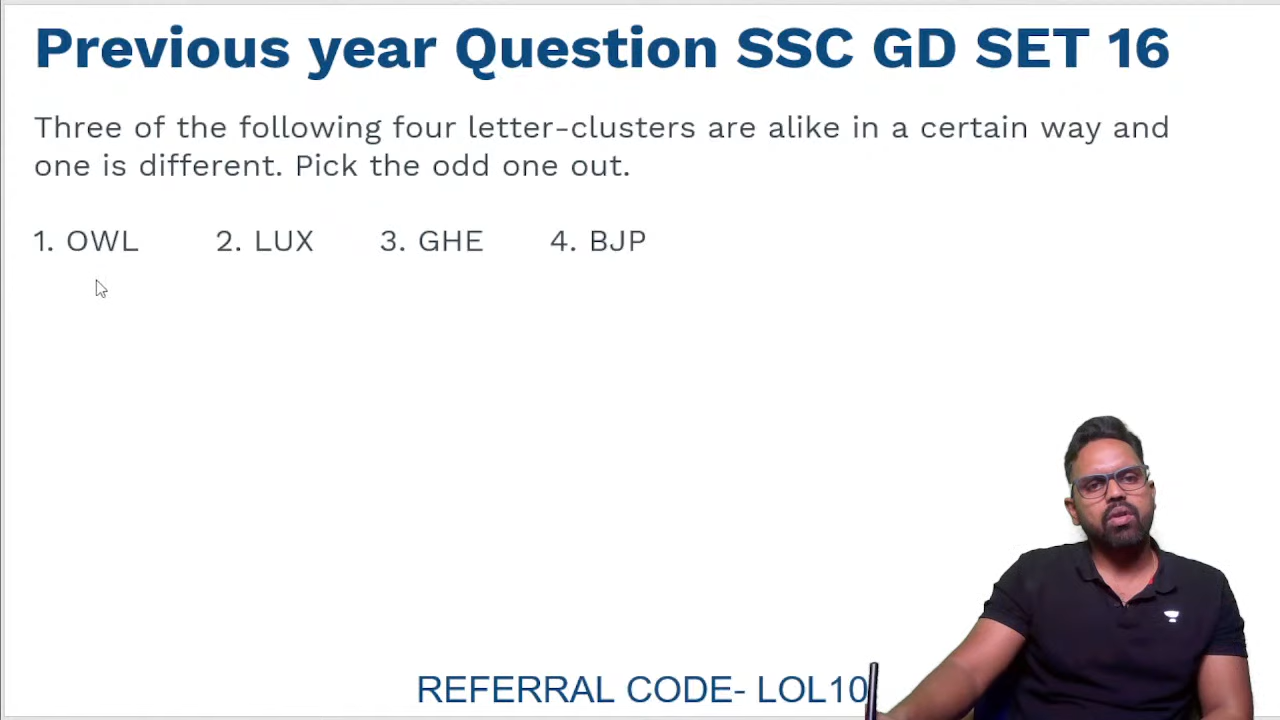 Previous year Question SSC GD SET 16
Three of the following four letter-clusters are alike in a certain way and
one is different. Pick the odd one out.
1. OWL 2. LUX 3. GHE 4. BJP
REFERRAL CODE- LOL10